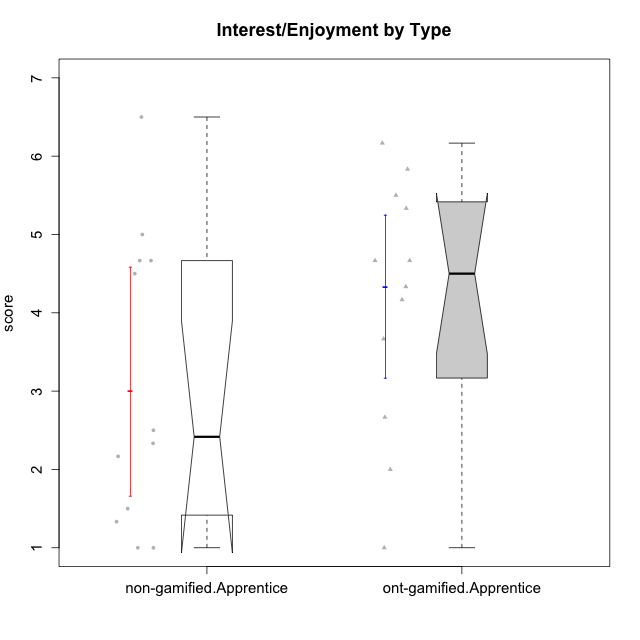 Interest/Enjoyment by Type
score
7
6
5
4
3
2
1
non-gamified.Apprentice
ont-gamified.Apprentice